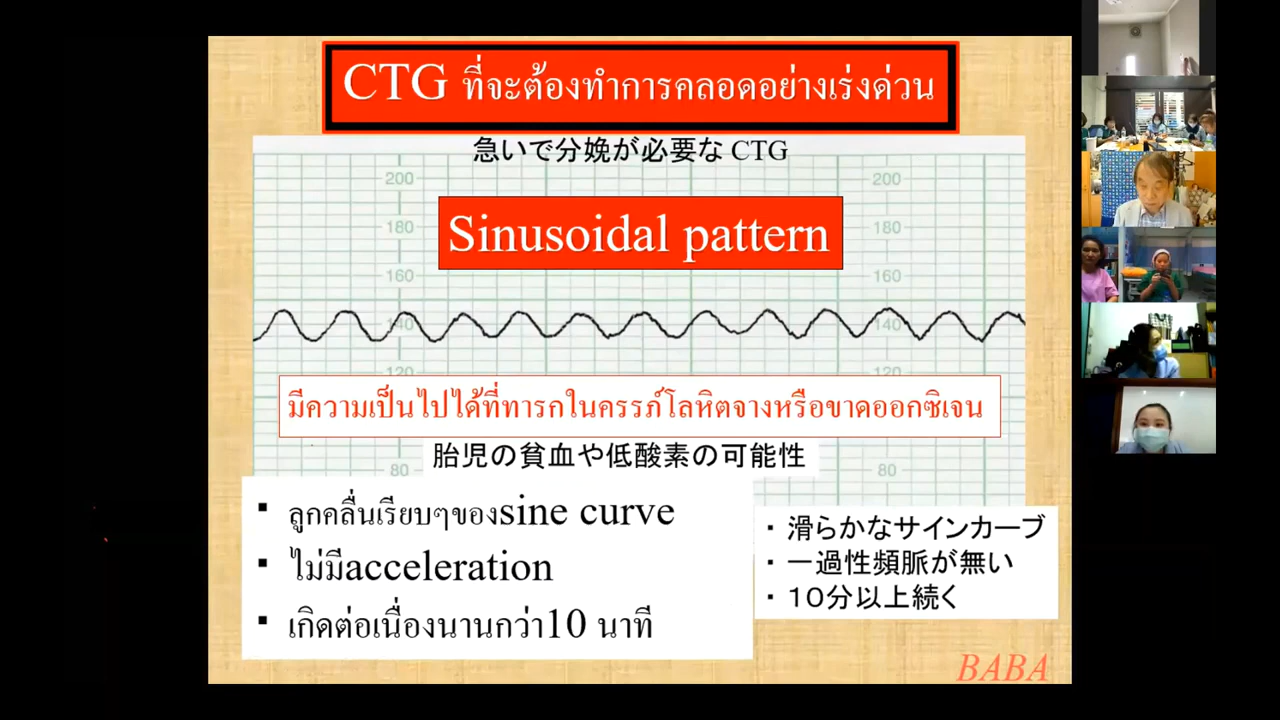 CTG ที่จะต้องทำการคลอดอย่างเร่งด่วน
急いで分娩が必要な CTG
200 200
Sinusoidal pattern
180 180
160 160
140 140
120 120
มีความเป็นไปได้ที่ทารกในครรภ์โลหิตจางหรือขาดออกซิเจน
胎児の貧血や低酸素の可能性
80 80
▪ ลูกคลื่นเรียบๆของsine curve
▪ ไม่มีacceleration
▪ เกิดต่อเนื่องนานกว่า10 นาที
・滑らかなサインカーブ
・一過性頻脈が無い
・10分以上続く
BABA